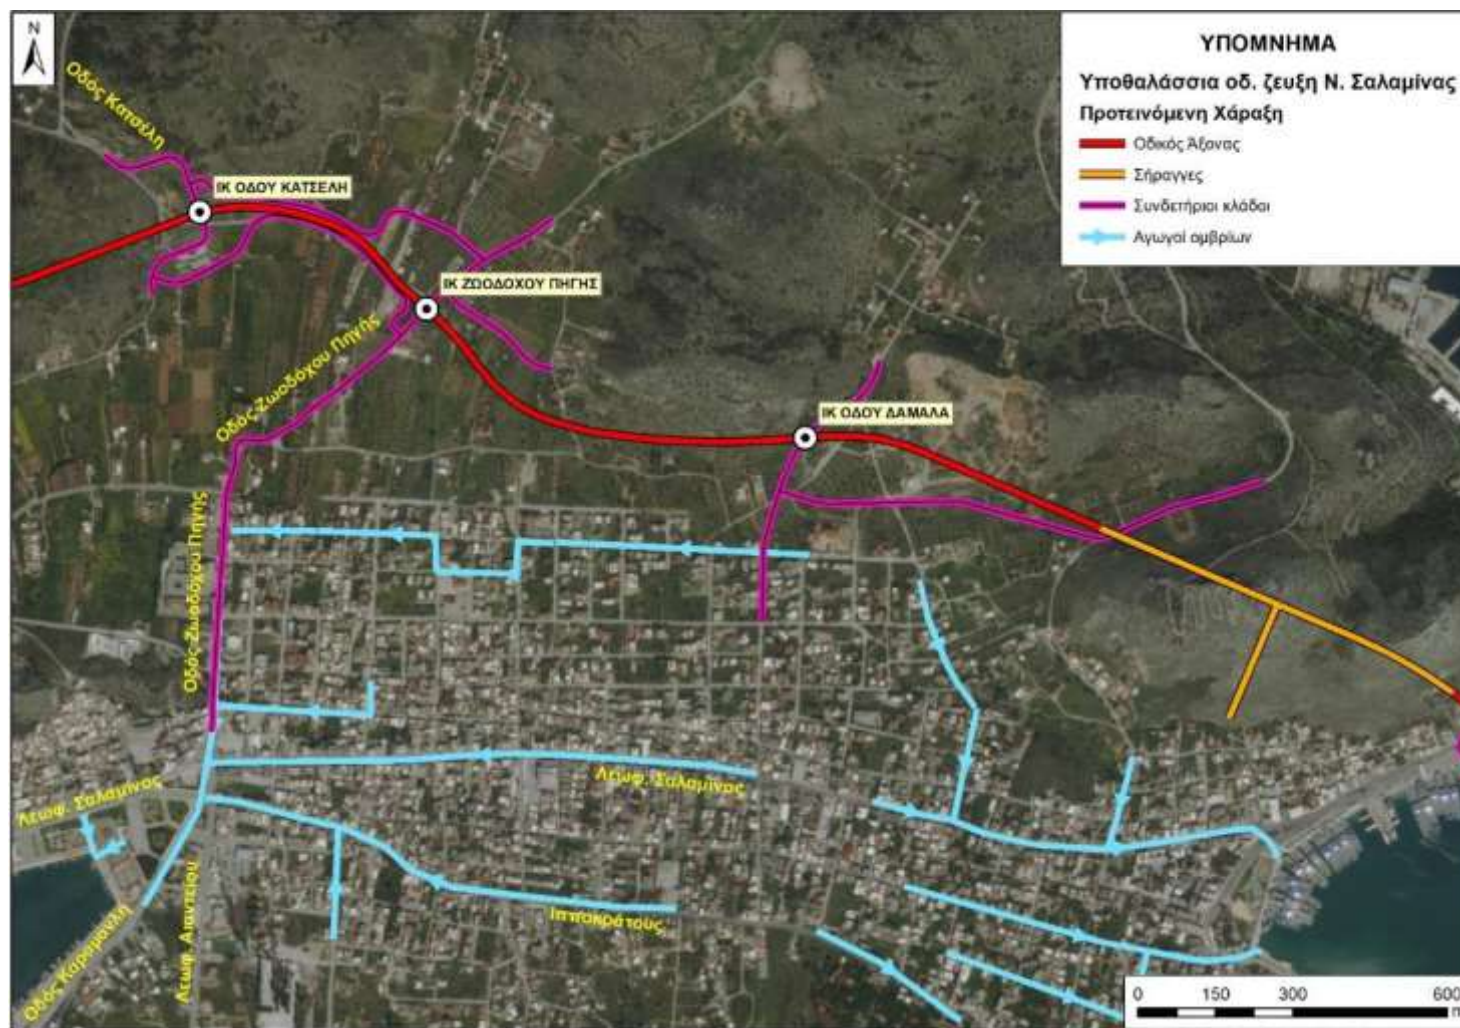 N
ΥΠΟΜΝΗΜΑ
Υποθαλάσσια οδ. ζευξη Ν. Σαλαμίνας
Προτεινόμενη Χάραξη
Οδικός Άξονας
Σήραγγες
Συνδετήριοι κλάδοι
Αγωγοί ομβρίων
Οδός Κατσέλη
ΙΚ ΟΔΟΥ ΚΑΤΣΕΛΗ
ΙΚ ΖΩΟΔΟΧΟΥ ΠΗΓΗΣ
Οδός Ζωοδόχου Πηγής
ΙΚ ΟΔΟΥ ΔΑΜΑΛΑ
Οδός Ζωοδόχου Πηγής
Λεωφ. Σαλαμίνας
Λεωφ. Σαλαμίνας
Λεωφ. Αιαντείου
Ιπποκράτους
Οδός Καραμανλή
0 150 300 600
m